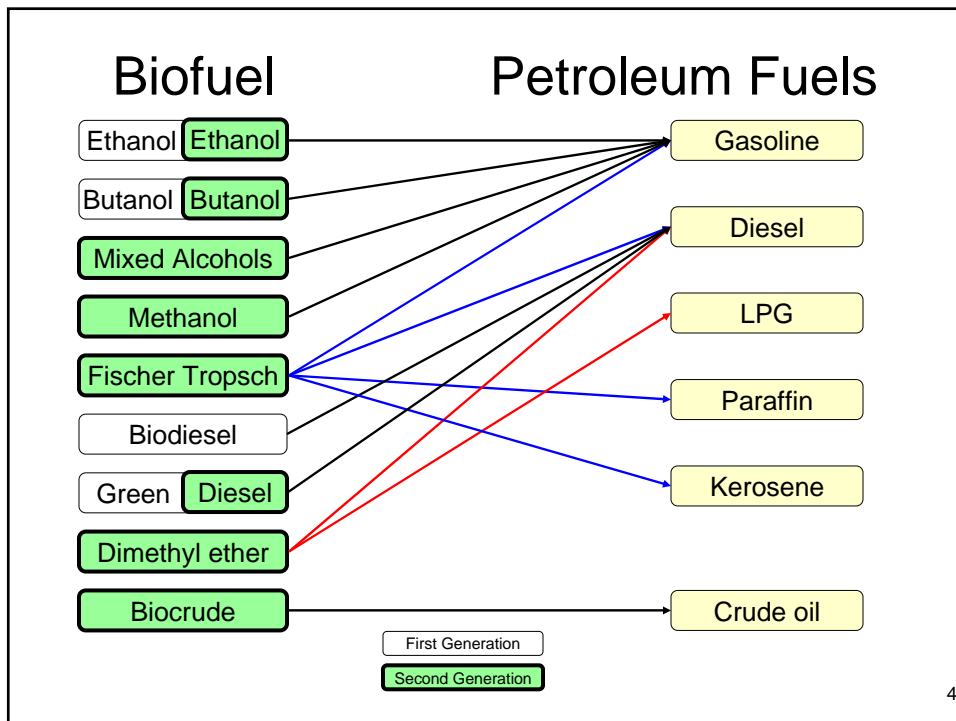 Biofuel
Petroleum Fuels
Ethanol Ethanol
Gasoline
Butanol Butanol
Diesel
Mixed Alcohols
Methanol
LPG
Fischer Tropsch
Paraffin
Biodiesel
Green Diesel
Kerosene
Dimethyl ether
Biocrude
Crude oil
First Generation
Second Generation
4